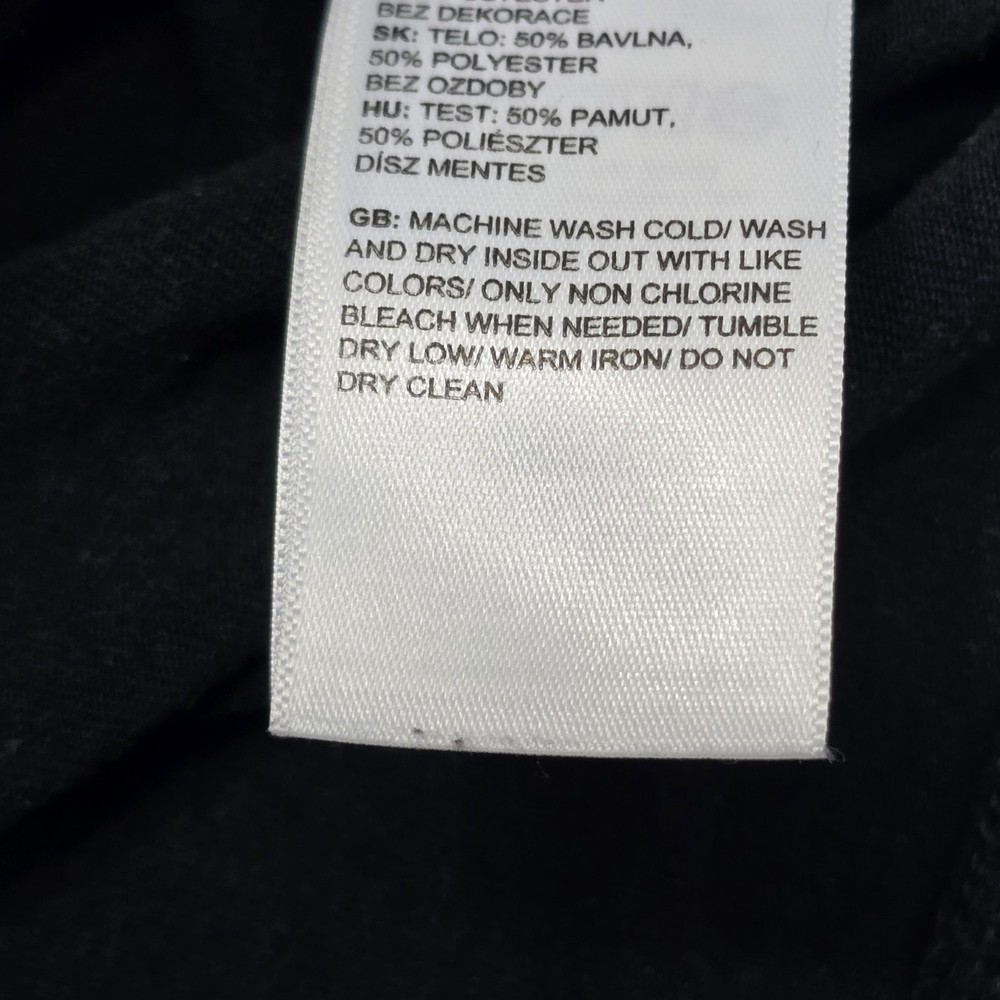 BEZ DEKORACE
SK: TELO: 50% BAVLNA,
50% POLYESTER
BEZ OZDOBY
HU: TEST: 50% PAMUT,
50% POLIÉSZTER
DÍSZ MENTES
GB: MACHINE WASH COLD/ WASH
AND DRY INSIDE OUT WITH LIKE
COLORS/ ONLY NON CHLORINE
BLEACH WHEN NEEDED/ TUMBLE
DRY LOW/ WARM IRON/ DO NOT
DRY CLEAN